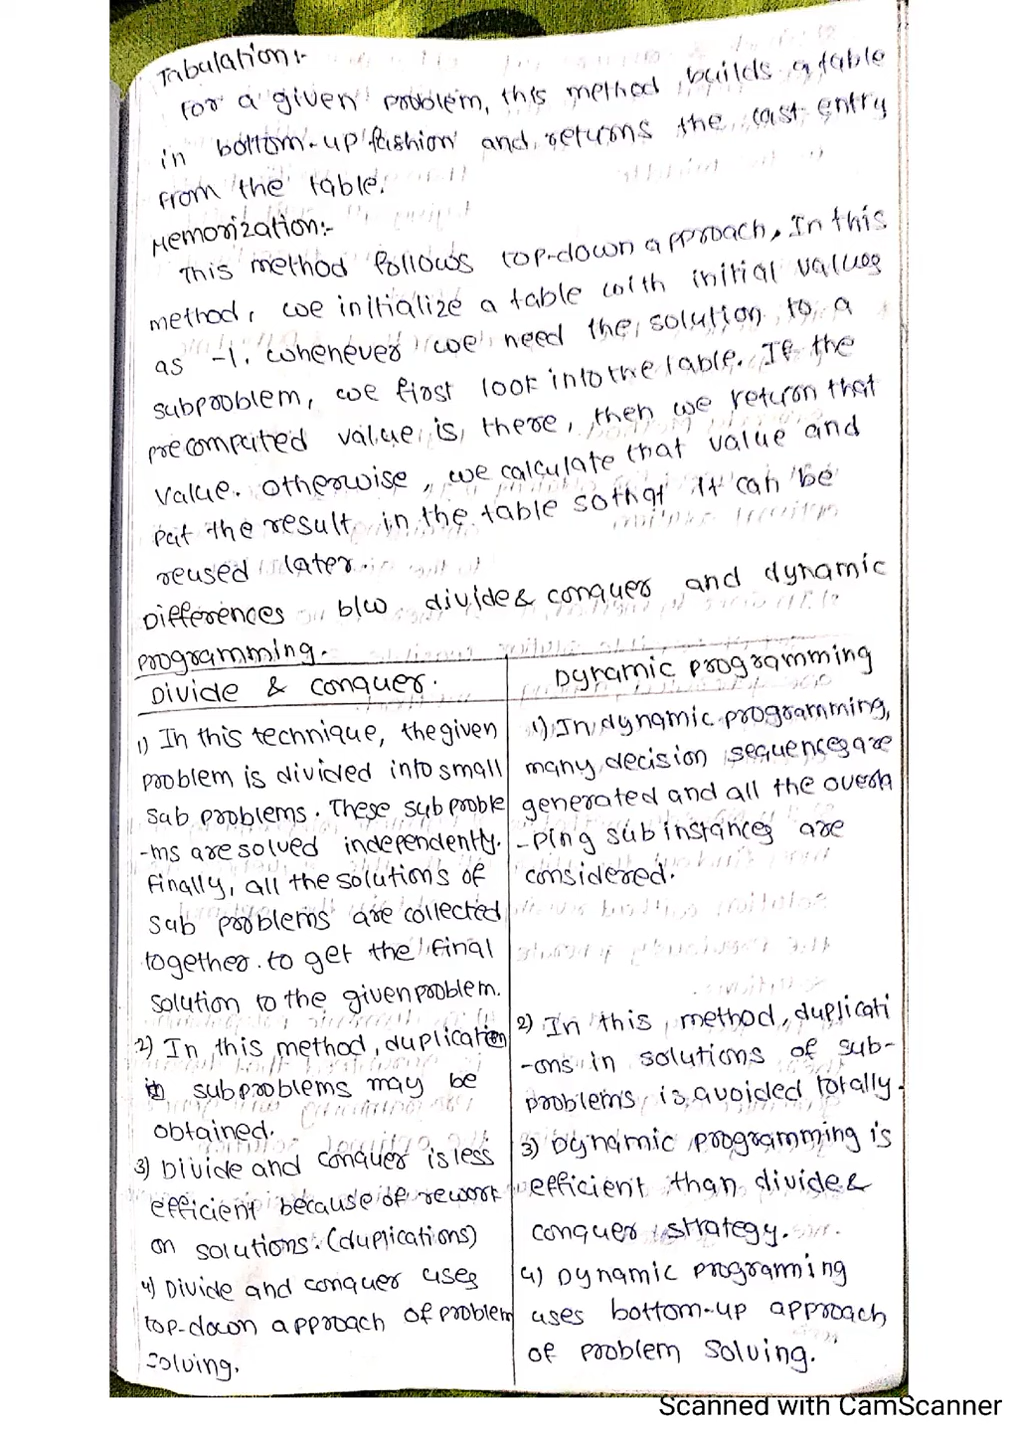 Tabulation:-
For a given problem, this method builds a table
in bottom-up fashion and returns the last entry
from the table.
Memorization:-
This method follows top-down approach, In this
method, we initialize a table with initial values
as -1. whenever we need the solution to a
subproblem, we first look into the table. If the
precomputed value is there, then we return that
value. otherwise, we calculate that value and
put the result in the table so that it can be
reused later.
Differences b/w divide & conquer and dynamic
programming.
Divide & conquer.
1) In this technique, the given
problem is divided into small
sub problems. These sub proble
-ms are solved independently.
finally, all the solutions of
sub problems are collected
together. to get the final
solution to the given problem.
2) In this method, duplication
in subproblems may be
obtained.
3) Divide and conquer is less
efficient because of rework
on solutions. (duplications)
4) Divide and conquer uses
top-down approach of problem
solving.
Dynamic programming
1) In dynamic programming,
many decision sequences are
generated and all the overla
-ping sub instances are
considered.
2) In this method, duplicati
-ons in solutions of sub-
problems is avoided totally.
3) Dynamic programming is
efficient than divide &
conquer strategy.
4) Dynamic programming
uses bottom-up approach
of problem solving.
Scanned with CamScanner